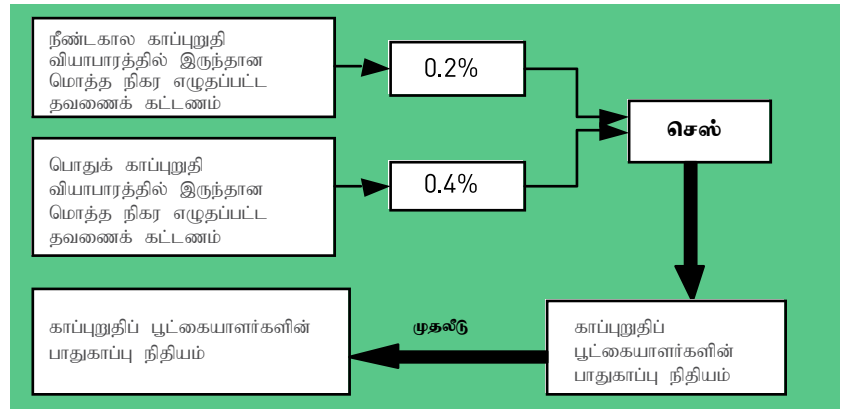 நீண்டகால காப்புறுதி
வியாபாரத்தில் இருந்தான
மொத்த நிகர எழுதப்பட்ட
தவணைக் கட்டணம்
0.2%
செஸ்
பொதுக் காப்புறுதி
வியாபாரத்தில் இருந்தான
மொத்த நிகர எழுதப்பட்ட
தவணைக் கட்டணம்
0.4%
காப்புறுதிப் பூட்கையாளர்களின்
பாதுகாப்பு நிதியம்
முதலீடு
காப்புறுதிப்
பூட்கையாளர்களின்
பாதுகாப்பு நிதியம்